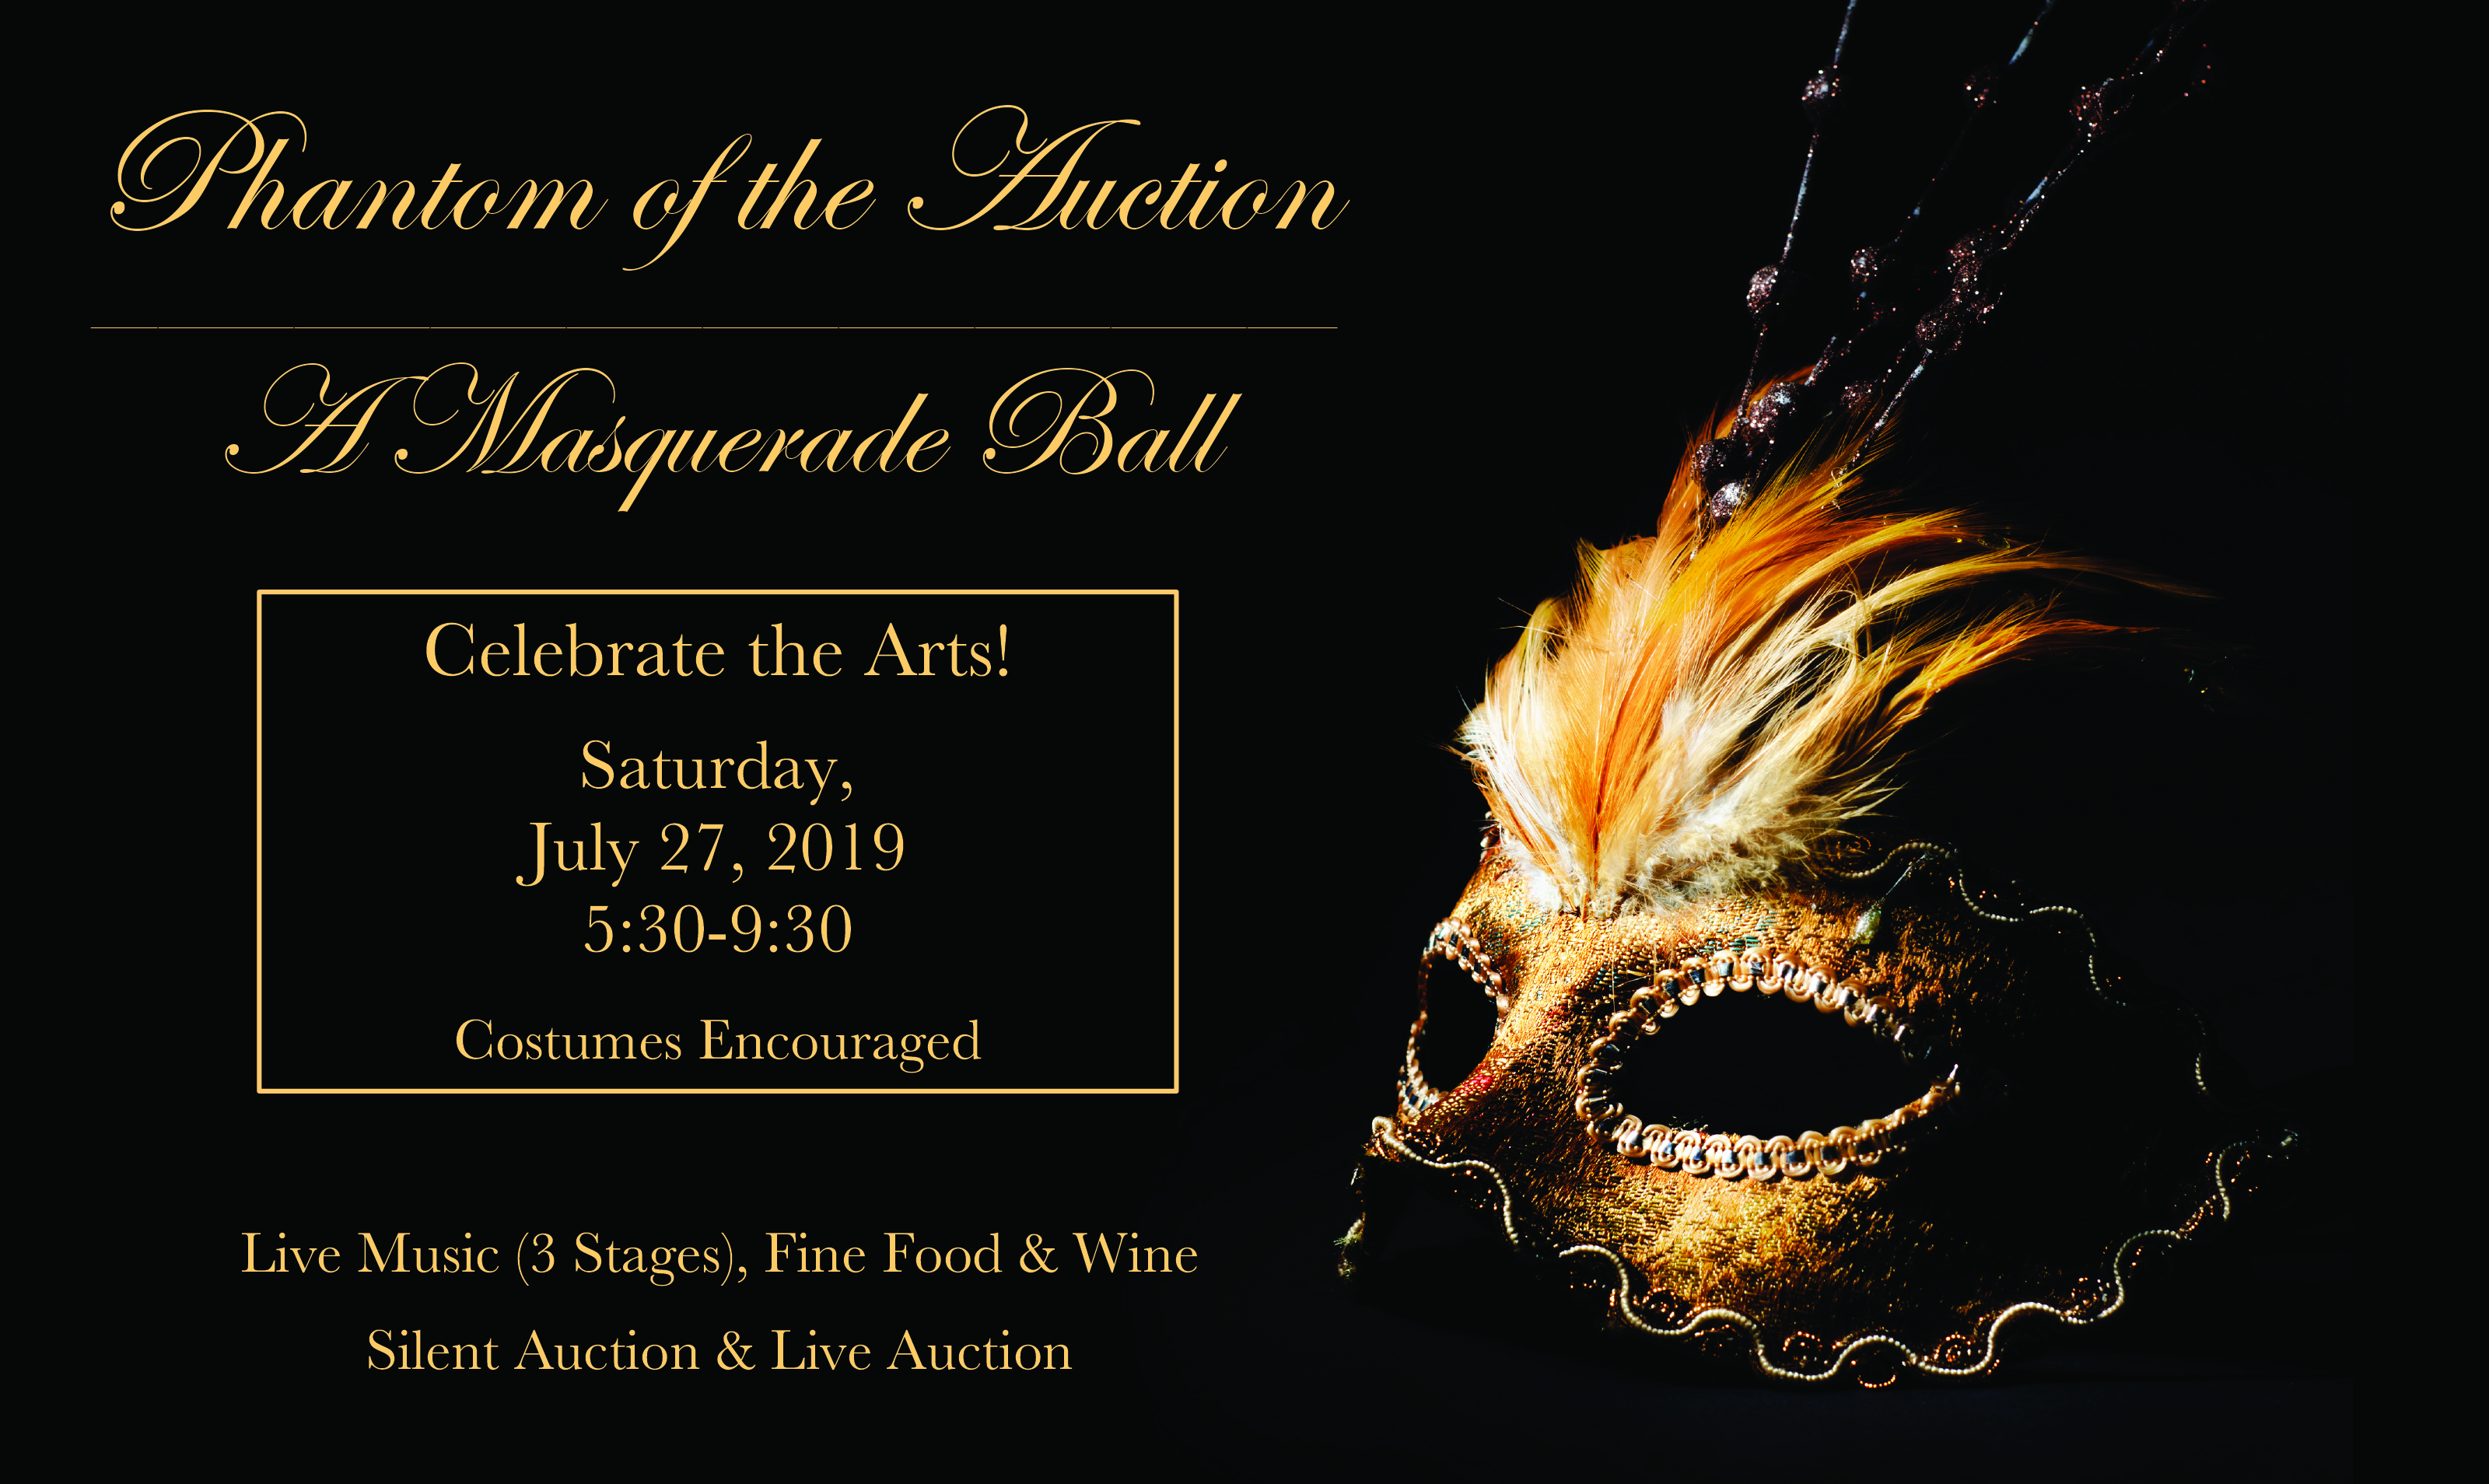 Phantom of the Auction
A Masquerade Ball
Celebrate the Arts!
Saturday,
July 27, 2019
5:30-9:30
Costumes Encouraged
Live Music (3 Stages), Fine Food & Wine
Silent Auction & Live Auction